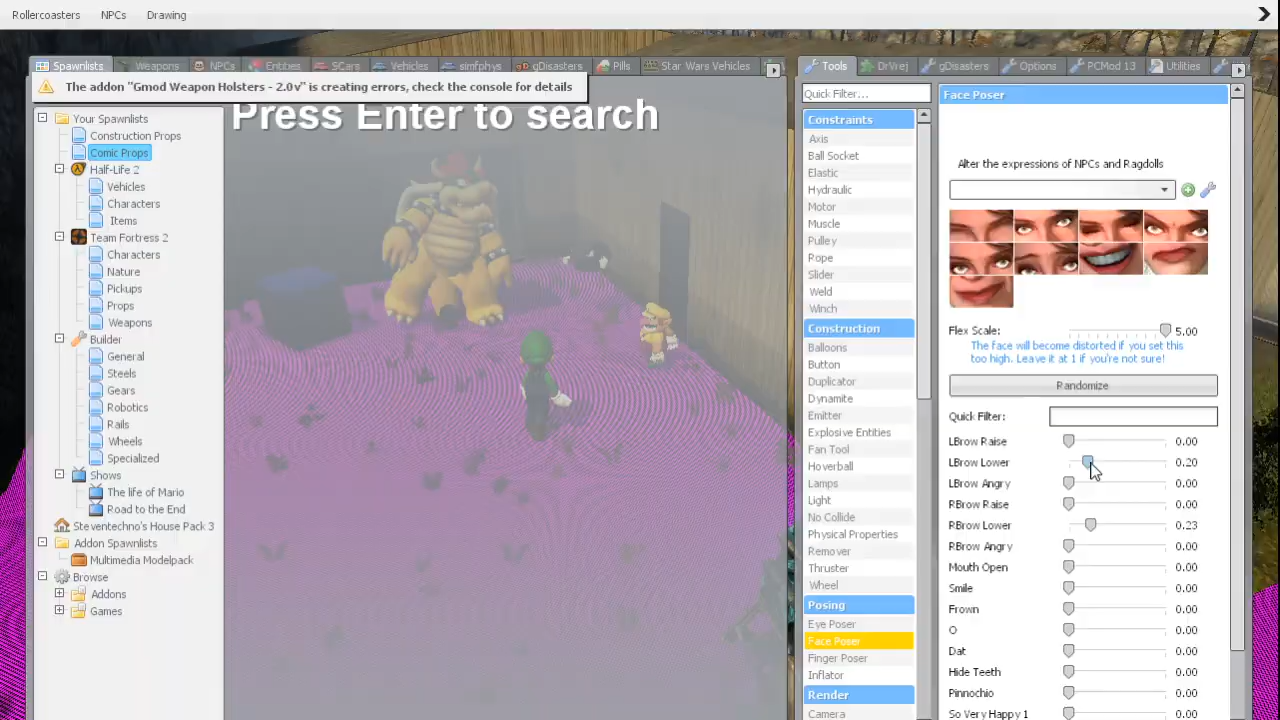 Rollercoasters NPCs Drawing
Spawnlists Weapons NPCs Entities SCars Vehicles simfphys gDisasters Pills Star Wars Vehicles
Tools DrVrej gDisasters Options PCMod 13 Utilities
The addon "Gmod Weapon Holsters - 2.0v" is creating errors, check the console for details
Press Enter to search
Your Spawnlists
Construction Props
Comic Props
Half-Life 2
Vehicles
Characters
Items
Team Fortress 2
Characters
Nature
Pickups
Props
Weapons
Builder
General
Steels
Gears
Robotics
Rails
Wheels
Specialized
Shows
The life of Mario
Road to the End
Steventechno's House Pack 3
Addon Spawnlists
Multimedia Modelpack
Browse
Addons
Games
Quick Filter...
Constraints
Axis
Ball Socket
Elastic
Hydraulic
Motor
Muscle
Pulley
Rope
Slider
Weld
Winch
Construction
Balloons
Button
Duplicator
Dynamite
Emitter
Explosive Entities
Fan Tool
Hoverball
Lamps
Light
No Collide
Physical Properties
Remover
Thruster
Wheel
Posing
Eye Poser
Face Poser
Finger Poser
Inflator
Render
Camera
Face Poser
Alter the expressions of NPCs and Ragdolls
Flex Scale: 5.00
The face will become distorted if you set this
too high. Leave it at 1 if you're not sure!
Randomize
Quick Filter:
LBrow Raise 0.00
LBrow Lower 0.20
LBrow Angry 0.00
RBrow Raise 0.00
RBrow Lower 0.23
RBrow Angry 0.00
Mouth Open 0.00
Smile 0.00
Frown 0.00
O 0.00
Dat 0.00
Hide Teeth 0.00
Pinnochio 0.00
So Very Happy 1 0.00